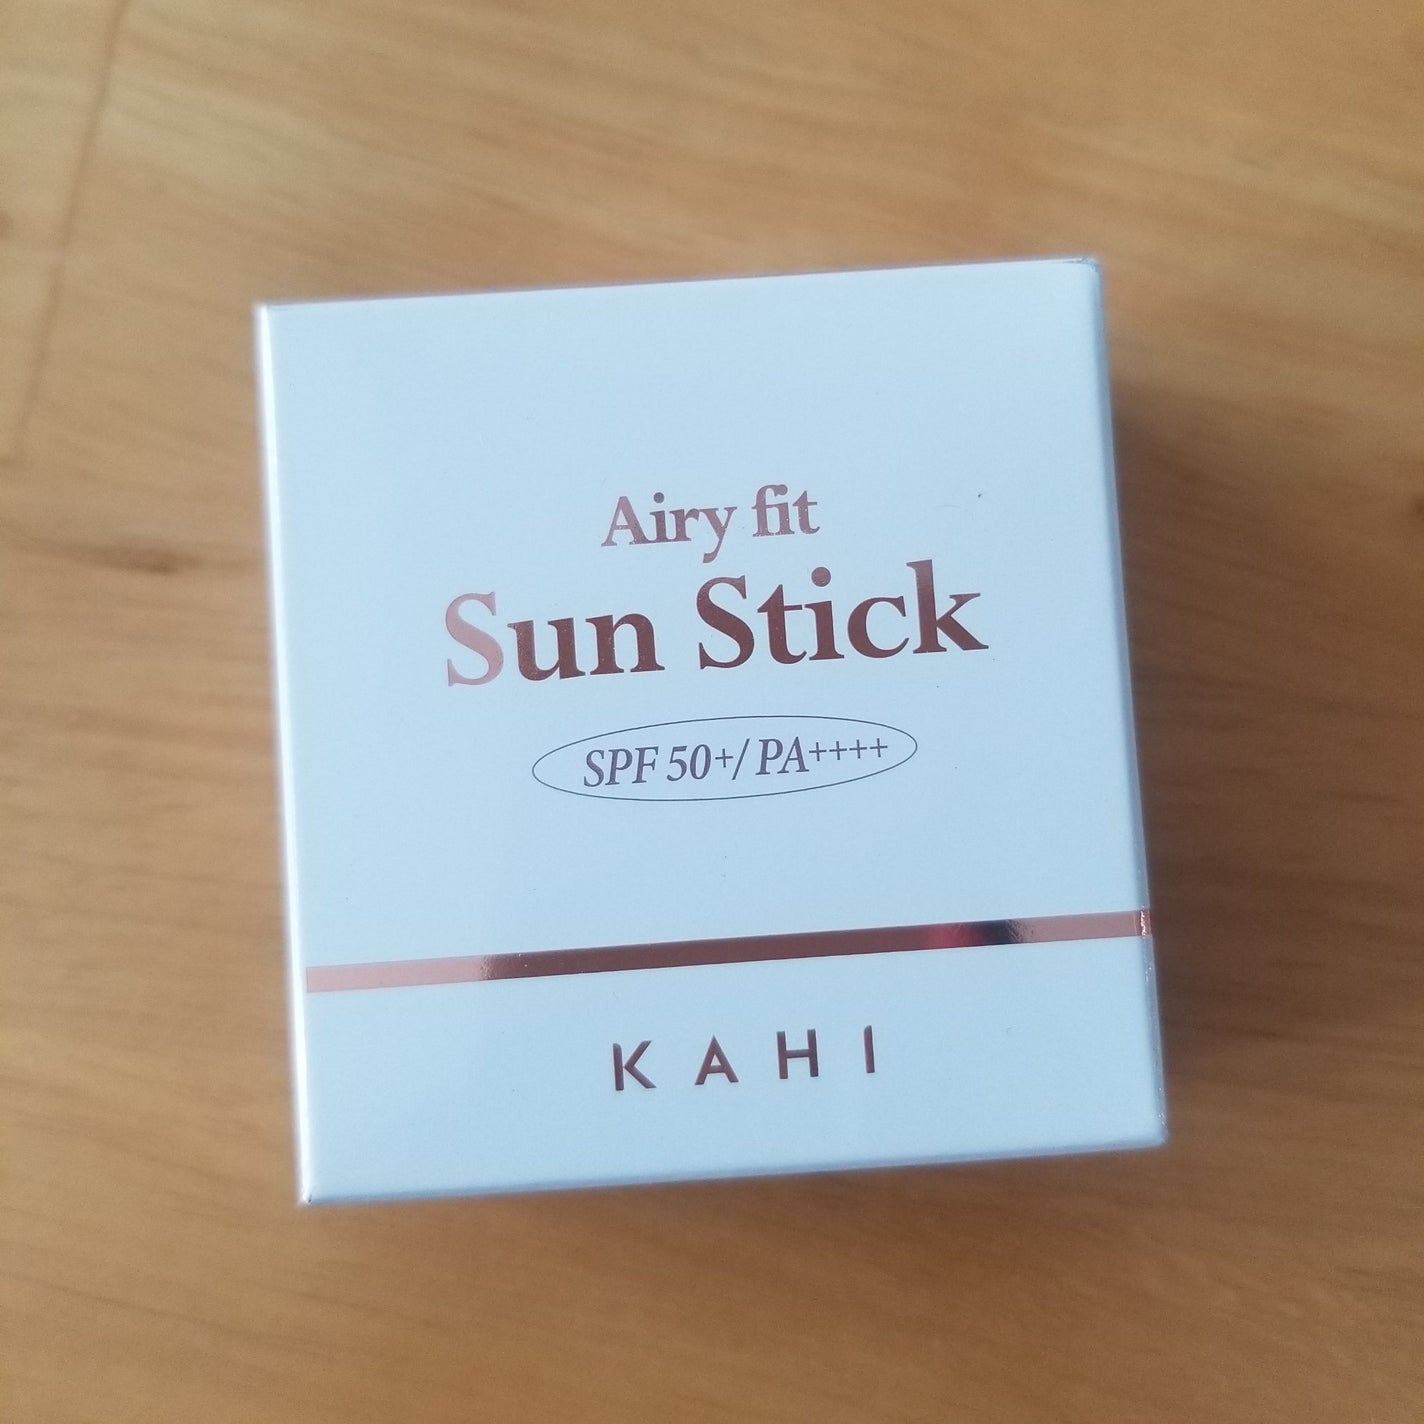 Airy fit
Sun Stick
SPF 50+/PA++++
KAHI